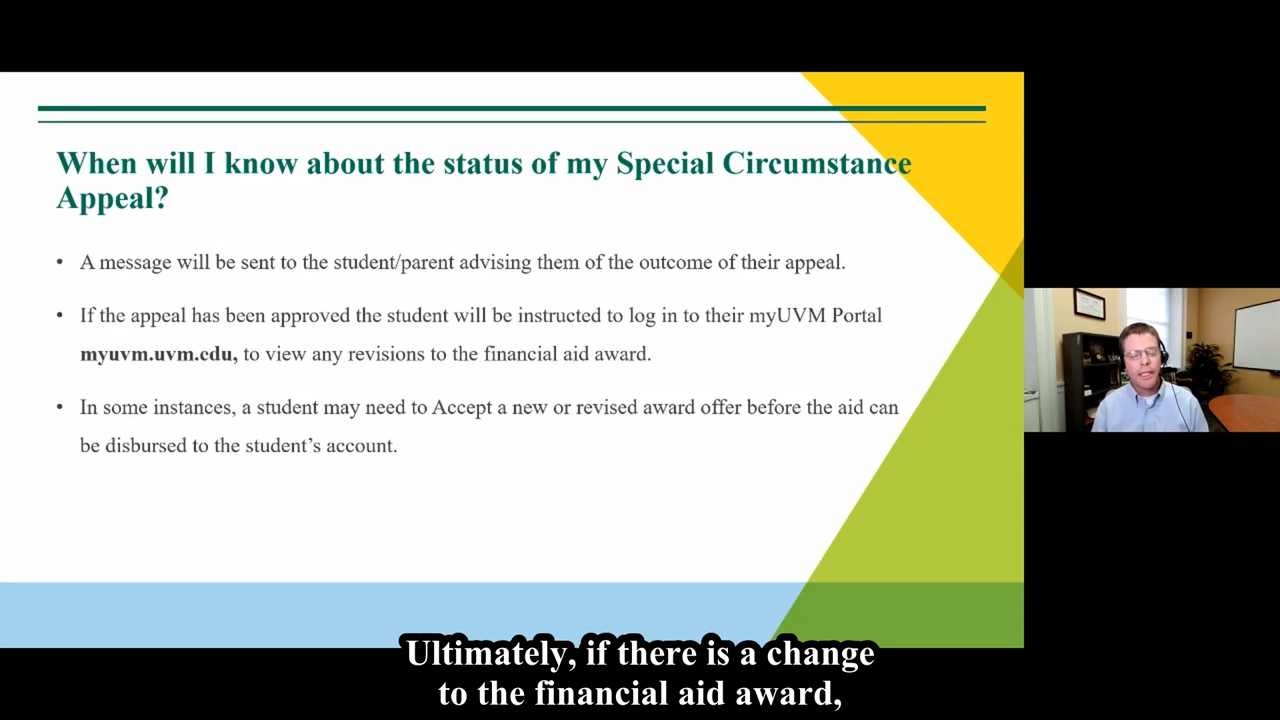 When will I know about the status of my Special Circumstance
Appeal?
• A message will be sent to the student/parent advising them of the outcome of their appeal.
• If the appeal has been approved the student will be instructed to log in to their myUVM Portal
myuvm.uvm.edu, to view any revisions to the financial aid award.
• In some instances, a student may need to Accept a new or revised award offer before the aid can
be disbursed to the student’s account.
Ultimately, if there is a change
to the financial aid award,